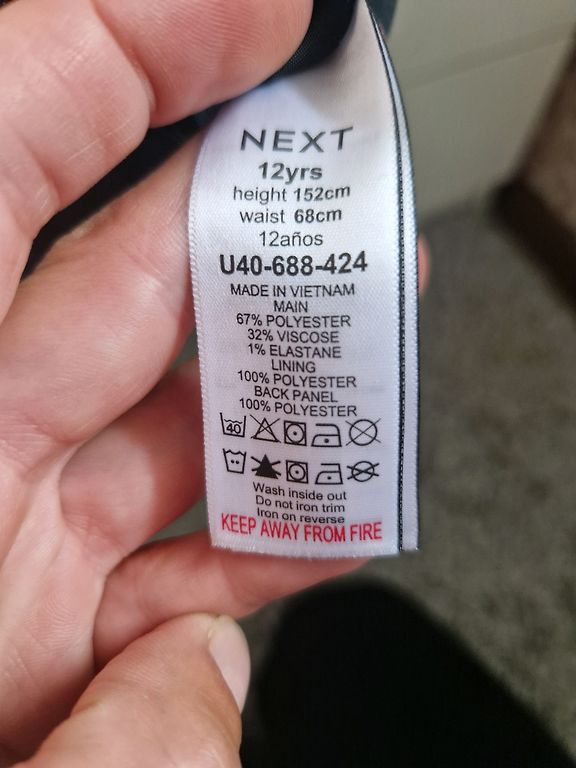 NEXT
12yrs
height 152cm
waist 68cm
12años
U40-688-424
MADE IN VIETNAM
MAIN
67% POLYESTER
32% VISCOSE
1% ELASTANE
LINING
100% POLYESTER
BACK PANEL
100% POLYESTER
40
Wash inside out
Do not iron trim
Iron on reverse
KEEP AWAY FROM FIRE